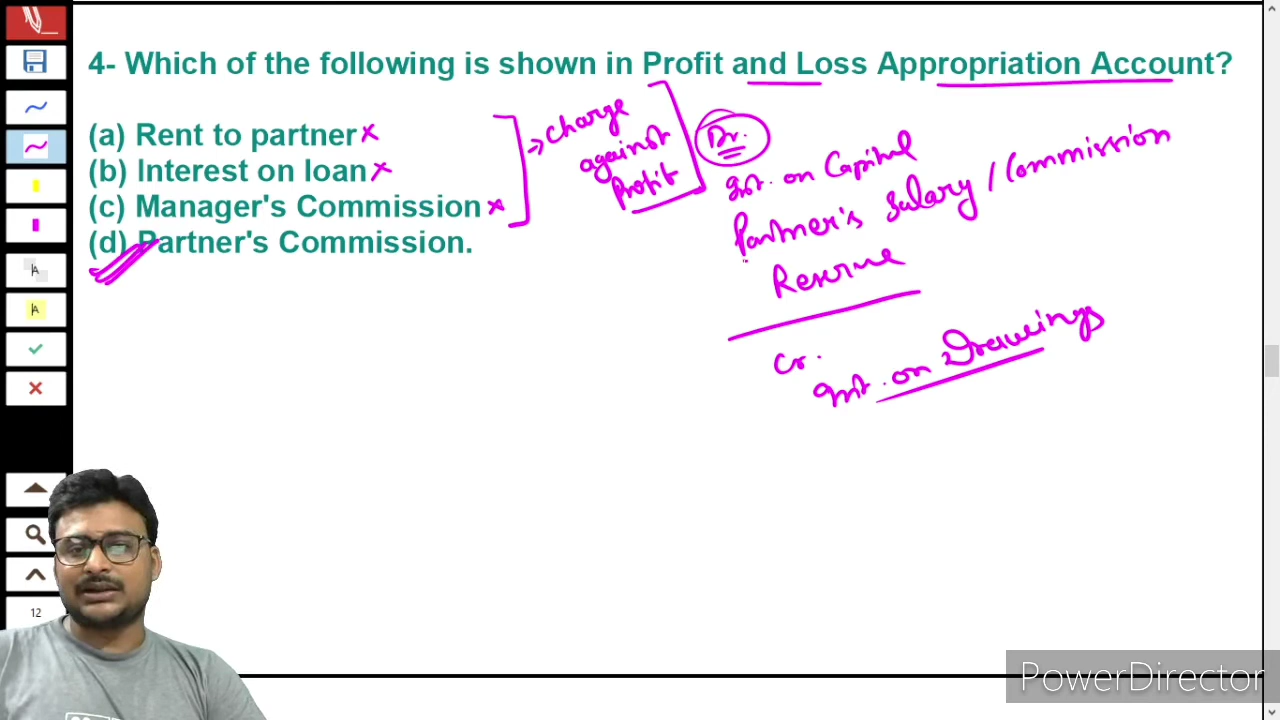 4- Which of the following is shown in Profit and Loss Appropriation Account?
(a) Rent to partner x
(b) Interest on loan x
(c) Manager's Commission x
(d) Partner's Commission.
→ Charge
against
Profit
Dr.
Int. on Capital
Partner's Salary / Commission
Reserve
Cr.
Int. on Drawings
A
A
12
PowerDirector